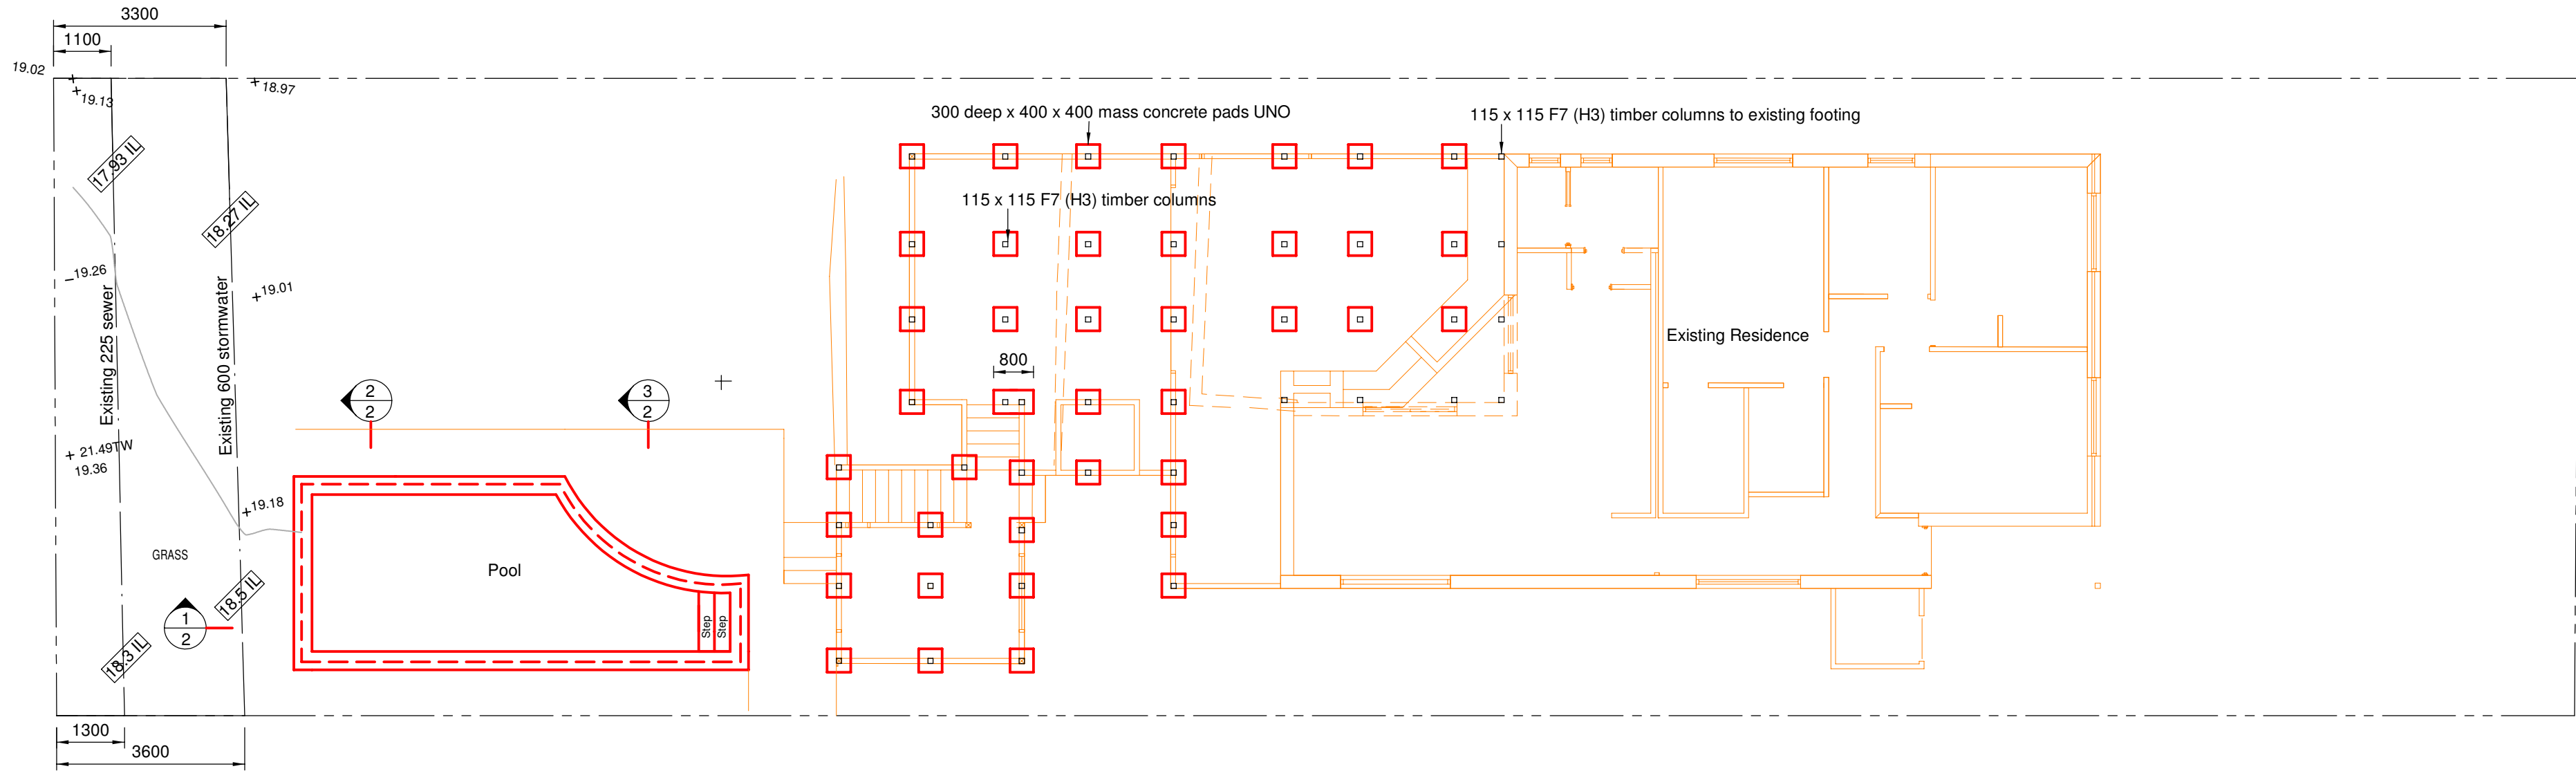 3300
1100
19.02
19.13
18.97
300 deep x 400 x 400 mass concrete pads UNO
115 x 115 F7 (H3) timber columns to existing footing
17.93 IL
115 x 115 F7 (H3) timber columns
18.27 IL
19.26
19.01
Existing 225 sewer
Existing 600 stormwater
Existing Residence
800
2
2
3
2
21.49TW
19.36
19.18
GRASS
Pool
18.5 IL
1
2
Step
Step
18.3 IL
1300
3600